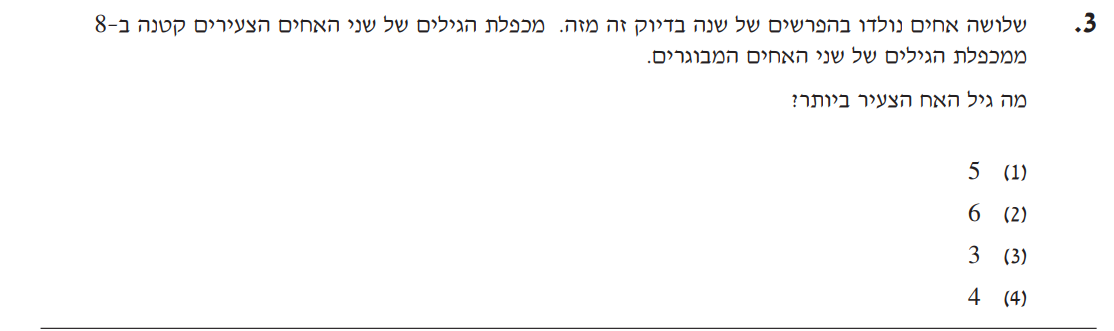 3. שלושה אחים נולדו בהפרשים של שנה בדיוק זה מזה. מכפלת הגילים של שני האחים הצעירים קטנה ב-8
ממכפלת הגילים של שני האחים המבוגרים.
מה גיל האח הצעיר ביותר?
(1) 5
(2) 6
(3) 3
(4) 4